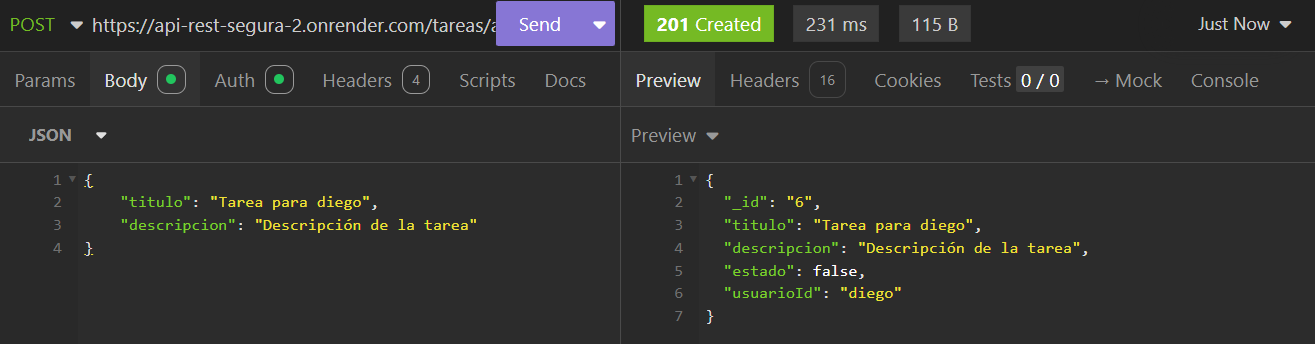 POST https://api-rest-segura-2.onrender.com/tareas/a Send 201 Created 231 ms 115 B Just Now
Params Body Auth Headers 4 Scripts Docs Preview Headers 16 Cookies Tests 0 / 0 → Mock Console
JSON Preview
1 {
2 "titulo": "Tarea para diego",
3 "descripcion": "Descripción de la tarea"
4 }
1 {
2 "_id": "6",
3 "titulo": "Tarea para diego",
4 "descripcion": "Descripción de la tarea",
5 "estado": false,
6 "usuarioId": "diego"
7 }